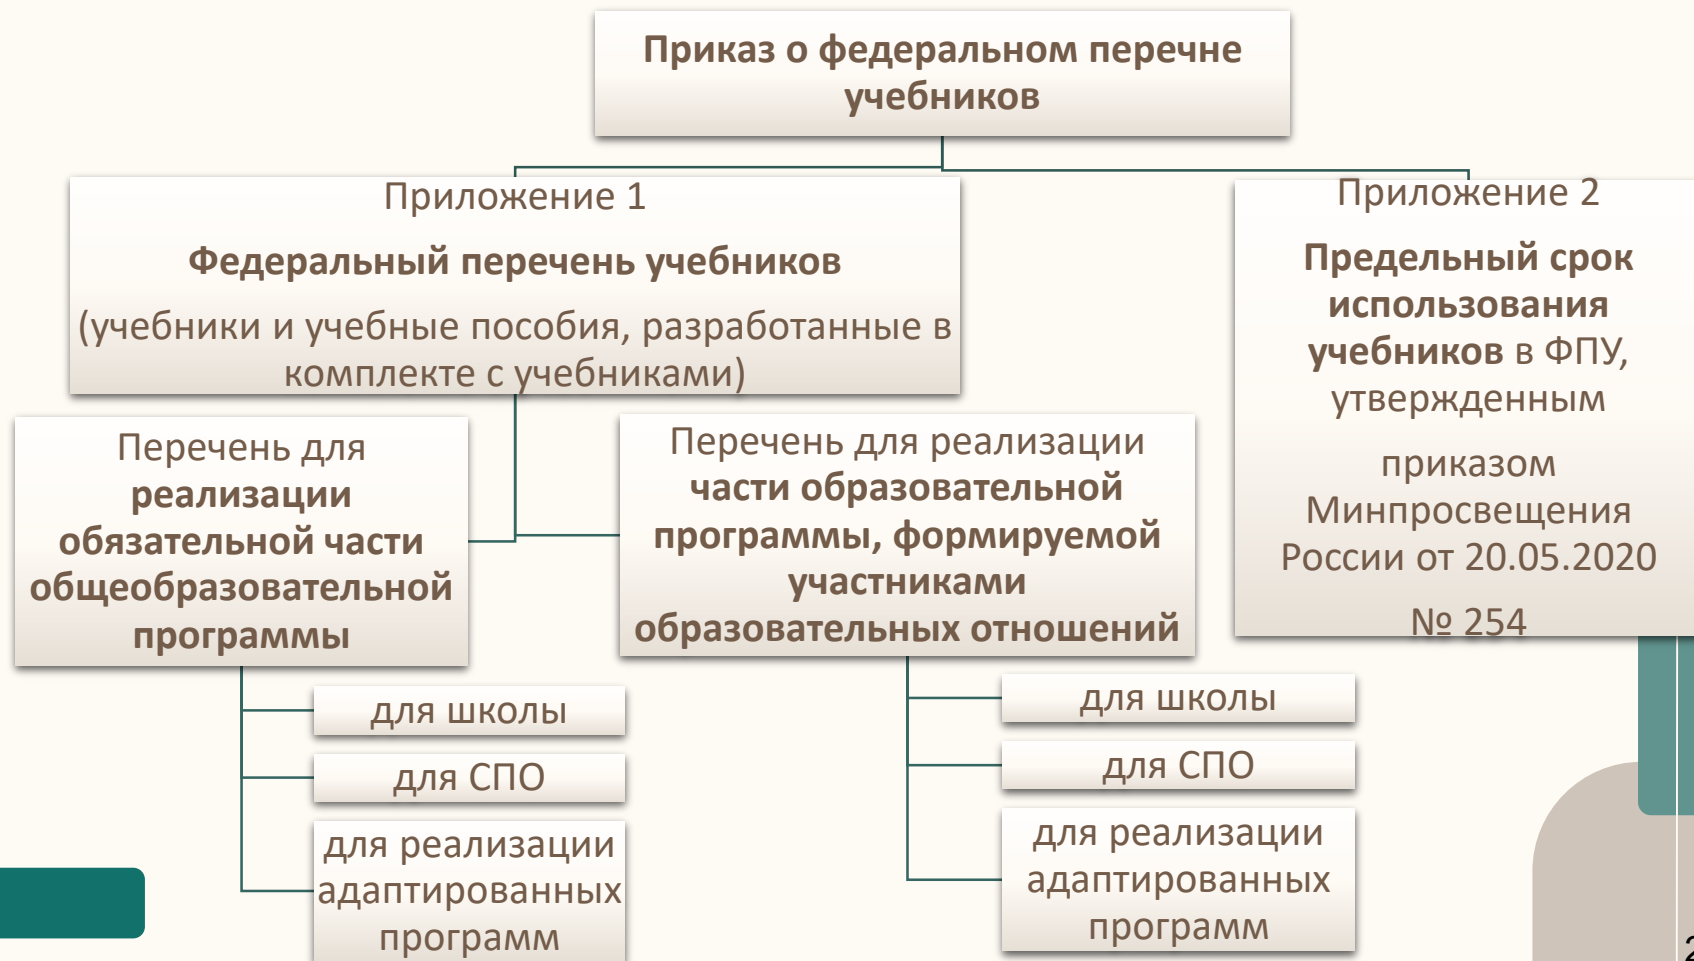 Приказ о федеральном перечне
учебников
Приложение 1
Федеральный перечень учебников
(учебники и учебные пособия, разработанные в
комплекте с учебниками)
Приложение 2
Предельный срок
использования
учебников в ФПУ,
утвержденным
приказом
Минпросвещения
России от 20.05.2020
№ 254
Перечень для
реализации
обязательной части
общеобразовательной
программы
Перечень для реализации
части образовательной
программы, формируемой
участниками
образовательных отношений
для школы
для СПО
для реализации
адаптированных
программ
для школы
для СПО
для реализации
адаптированных
программ